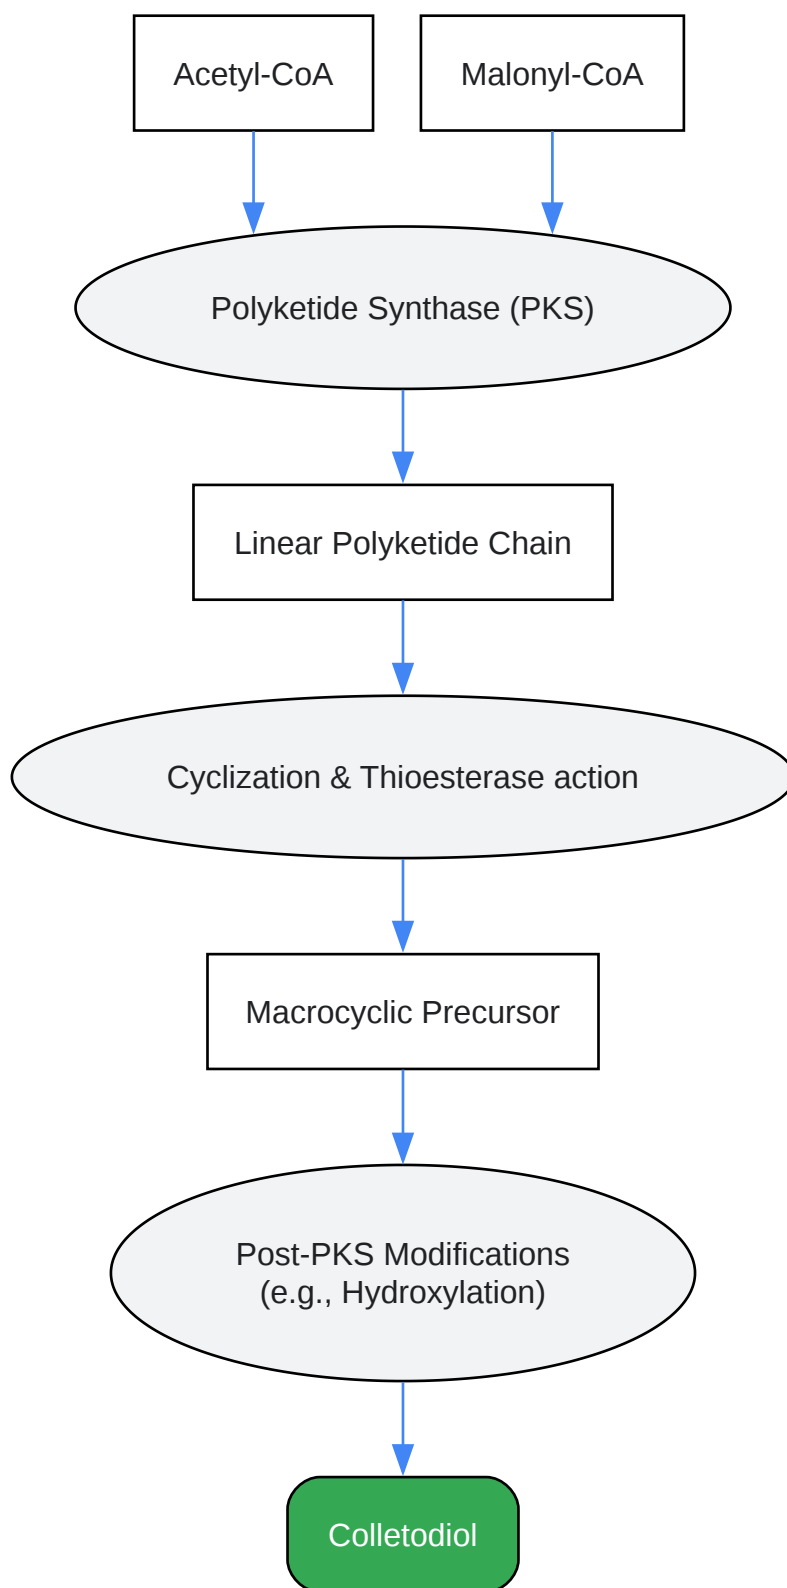 Acetyl-CoA
Malonyl-CoA
Polyketide Synthase (PKS)
Linear Polyketide Chain
Cyclization & Thioesterase action
Macrocyclic Precursor
Post-PKS Modifications
(e.g., Hydroxylation)
Colletodiol